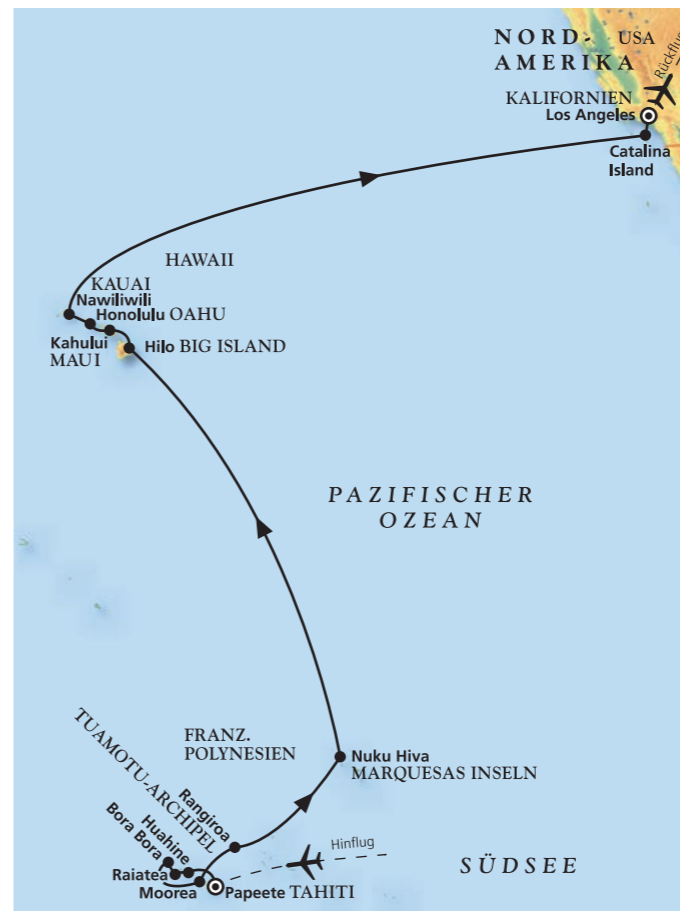 NORD-
AMERIKA
USA
Rückflug
KALIFORNIEN
Los Angeles
Catalina
Island
HAWAII
KAUAI
Nawiliwili
Honolulu OAHU
Kahului
MAUI
Hilo BIG ISLAND
PAZIFISCHER
OZEAN
FRANZ.
POLYNESIEN
TUAMOTU-ARCHIPEL
Nuku Hiva
MARQUESAS INSELN
Rangiroa
Huahine
Bora Bora
Raiatea
Moorea
Papeete TAHITI
Hinflug
SÜDSEE